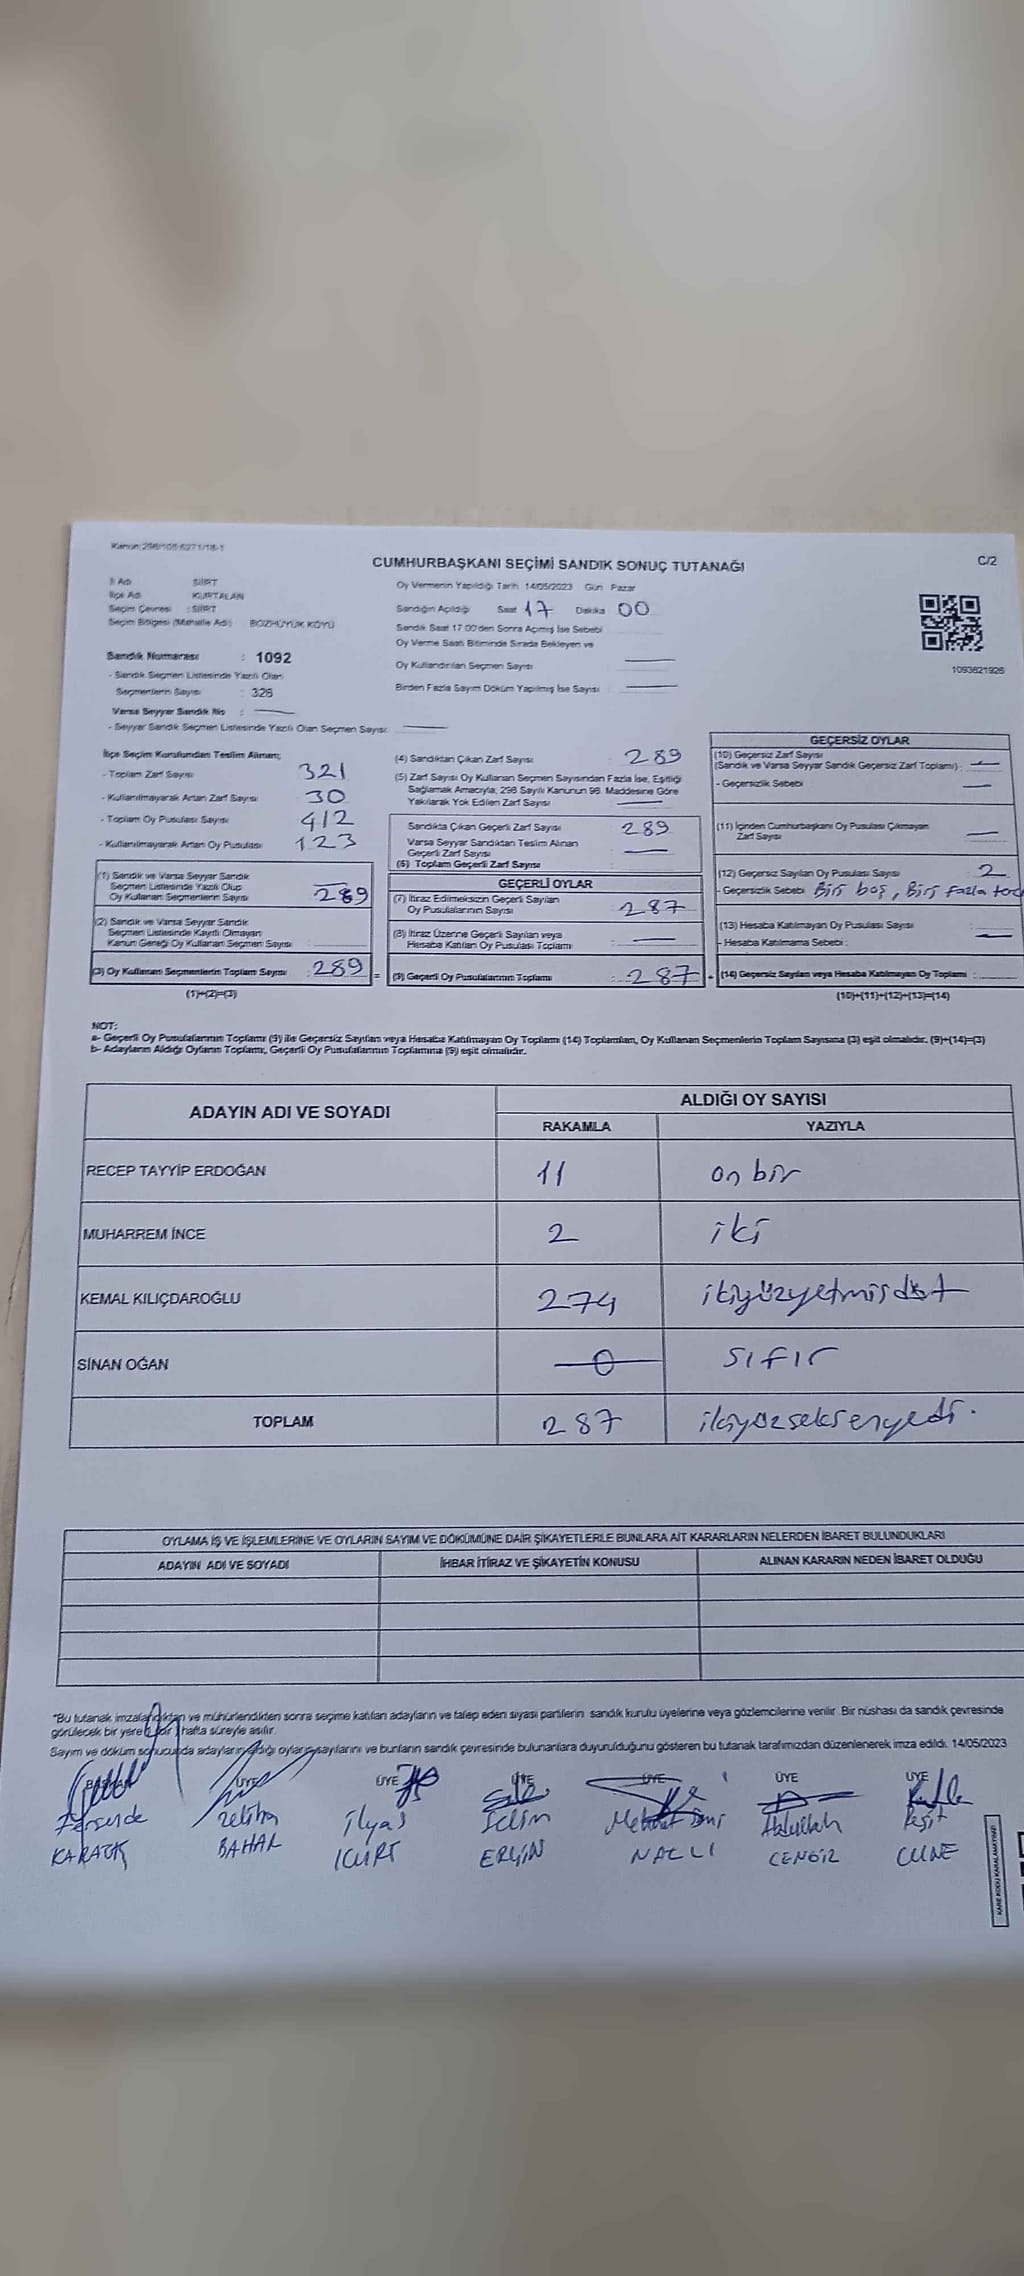 Kanun:298/105-6271/18-1
CUMHURBAŞKANI SEÇİMİ SANDIK SONUÇ TUTANAĞI
C/2
İl Adı SİİRT
İlçe Adı KURTALAN
Seçim Çevresi : SİİRT
Seçim Bölgesi (Mahalle Adı) BOZHÜYÜK KÖYÜ
Oy Vermenin Yapıldığı Tarih 14/05/2023 Gün Pazar
Sandığın Açıldığı Saat 17 Dakika 00
Sandık Saat 17:00'den Sonra Açılmış İse Sebebi
Oy Verme Saati Bitiminde Sırada Bekleyen ve
Oy Kullandırılan Seçmen Sayısı
Birden Fazla Sayım Döküm Yapılmış İse Sayısı
1093821926
Sandık Numarası : 1092
- Sandık Seçmen Listesinde Yazılı Olan
Seçmenlerin Sayısı : 326
Varsa Seyyar Sandık No :
- Seyyar Sandık Seçmen Listesinde Yazılı Olan Seçmen Sayısı:
İlçe Seçim Kurulundan Teslim Alınan;
- Toplam Zarf Sayısı 321
- Kullanılmayarak Artan Zarf Sayısı 30
- Toplam Oy Pusulası Sayısı 412
- Kullanılmayarak Artan Oy Pusulası 123
(1) Sandık ve Varsa Seyyar Sandık
Seçmen Listesinde Yazılı Olup
Oy Kullanan Seçmenlerin Sayısı 289
(2) Sandık ve Varsa Seyyar Sandık
Seçmen Listesinde Kayıtlı Olmayan
Kanun Gereği Oy Kullanan Seçmen Sayısı
(3) Oy Kullanan Seçmenlerin Toplam Sayısı : 289 =
(1)+(2)=(3)
(4) Sandıktan Çıkan Zarf Sayısı 289
(5) Zarf Sayısı Oy Kullanan Seçmen Sayısından Fazla İse, Eşitliği
Sağlamak Amacıyla, 298 Sayılı Kanunun 98. Maddesine Göre
Yakılarak Yok Edilen Zarf Sayısı
Sandıkta Çıkan Geçerli Zarf Sayısı 289
Varsa Seyyar Sandıktan Teslim Alınan
Geçerli Zarf Sayısı
(6) Toplam Geçerli Zarf Sayısı
GEÇERLİ OYLAR
(7) İtiraz Edilmeksizin Geçerli Sayılan
Oy Pusulalarının Sayısı 287
(8) İtiraz Üzerine Geçerli Sayılan veya
Hesaba Katılan Oy Pusulası Toplamı
(9) Geçerli Oy Pusulalarının Toplamı 287 +
GEÇERSİZ OYLAR
(10) Geçersiz Zarf Sayısı
(Sandık ve Varsa Seyyar Sandık Geçersiz Zarf Toplamı) :
- Geçersizlik Sebebi
(11) İçinden Cumhurbaşkanı Oy Pusulası Çıkmayan
Zarf Sayısı
(12) Geçersiz Sayılan Oy Pusulası Sayısı 2
- Geçersizlik Sebebi Biri boş, Biri fazla
(13) Hesaba Katılmayan Oy Pusulası Sayısı
- Hesaba Katılmama Sebebi :
(14) Geçersiz Sayılan veya Hesaba Katılmayan Oy Toplamı :
(10)+(11)+(12)+(13)=(14)
NOT:
a- Geçerli Oy Pusulalarının Toplamı (9) ile Geçersiz Sayılan veya Hesaba Katılmayan Oy Toplamı (14) Toplamları, Oy Kullanan Seçmenlerin Toplam Sayısına (3) eşit olmalıdır. (9)+(14)=(3)
b- Adayların Aldığı Oyların Toplamı, Geçerli Oy Pusulalarının Toplamına (9) eşit olmalıdır.
ADAYIN ADI VE SOYADI
ALDIĞI OY SAYISI
RAKAMLA YAZIYLA
RECEP TAYYİP ERDOĞAN 11 on bir
MUHARREM İNCE 2 iki
KEMAL KILIÇDAROĞLU 274 ikiyüzyetmişdört
SİNAN OĞAN 0 sıfır
TOPLAM 287 ikiyüzseksenyedi.
OYLAMA İŞ VE İŞLEMLERİNE VE OYLARIN SAYIM VE DÖKÜMÜNE DAİR ŞİKAYETLERLE BUNLARA AİT KARARLARIN NELERDEN İBARET BULUNDUKLARI
ADAYIN ADI VE SOYADI İHBAR İTİRAZ VE ŞİKAYETİN KONUSU ALINAN KARARIN NEDEN İBARET OLDUĞU
*Bu tutanak imzalandıktan ve mühürlendikten sonra seçime katılan adayların ve talep eden siyasi partilerin sandık kurulu üyelerine veya gözlemcilerine verilir. Bir nüshası da sandık çevresinde
görülecek bir yere bir hafta süreyle asılır.
Sayım ve döküm sonucunda adayların aldığı oyların sayılarını ve bunların sandık çevresinde bulunanlara duyurulduğunu gösteren bu tutanak tarafımızdan düzenlenerek imza edildi. 14/05/2023
BAŞKAN ÜYE ÜYE ÜYE ÜYE ÜYE ÜYE
Zeliha İlyas Abdullah Reşit
BAHAR KURT NAZLI CENGİZ
KARE KODU KARALAMAYINIZ